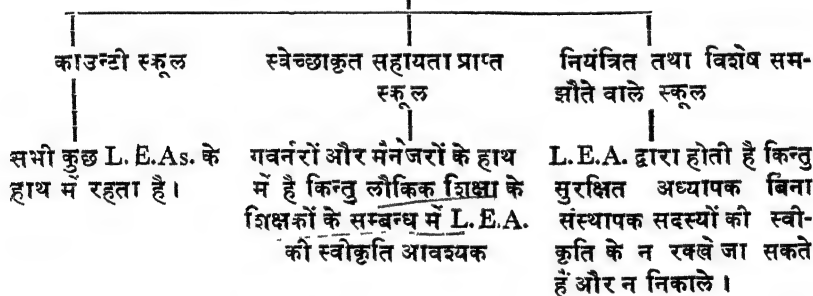 काउन्टी स्कूल
सभी कुछ L. E.As. के
हाथ में रहता है।
स्वेच्छाकृत सहायता प्राप्त
स्कूल
गवर्नरों और मैनेजरों के हाथ
में है किन्तु लौकिक शिक्षा के
शिक्षकों के सम्बन्ध में L.E.A.
की स्वीकृति आवश्यक
नियंत्रित तथा विशेष सम-
झौते वाले स्कूल
L.E.A. द्वारा होती है किन्तु
सुरक्षित अध्यापक बिना
संस्थापक सदस्यों की स्वी-
कृति के न रक्खे जा सकते
हैं और न निकाले।